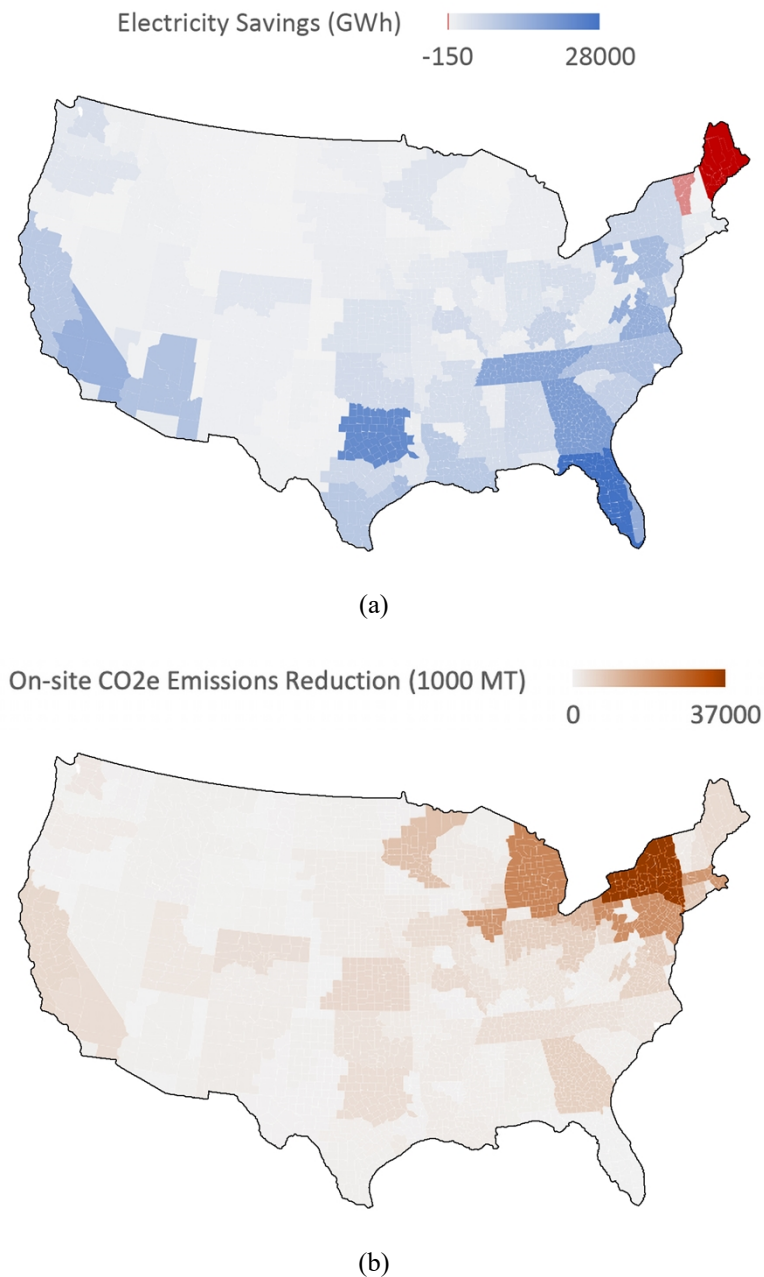 Electricity Savings (GWh)
-150 28000
(a)
On-site CO2e Emissions Reduction (1000 MT)
0 37000
(b)